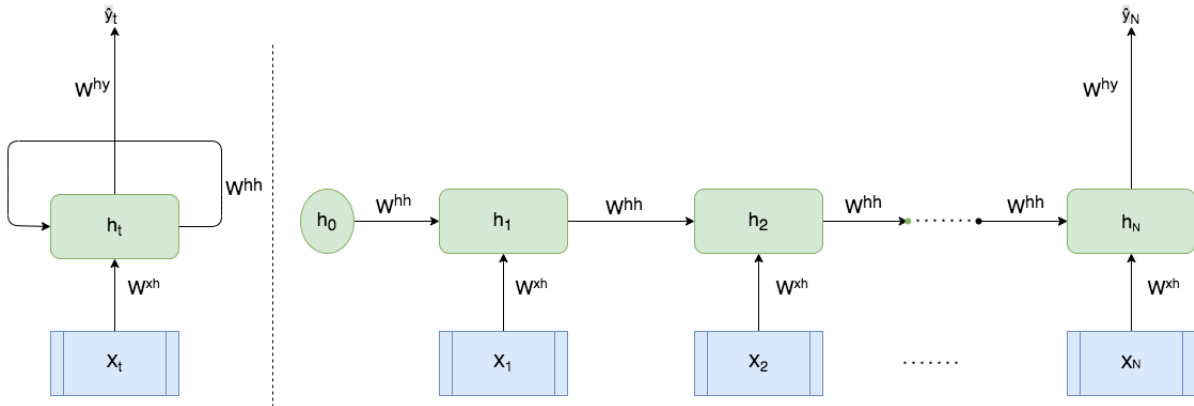 ŷt
Why
Whh
ht
Wxh
Xt
ŷN
Why
h0
Whh
h1
Whh
h2
Whh
.......
Whh
hN
Wxh
Wxh
Wxh
X1
X2
.......
XN